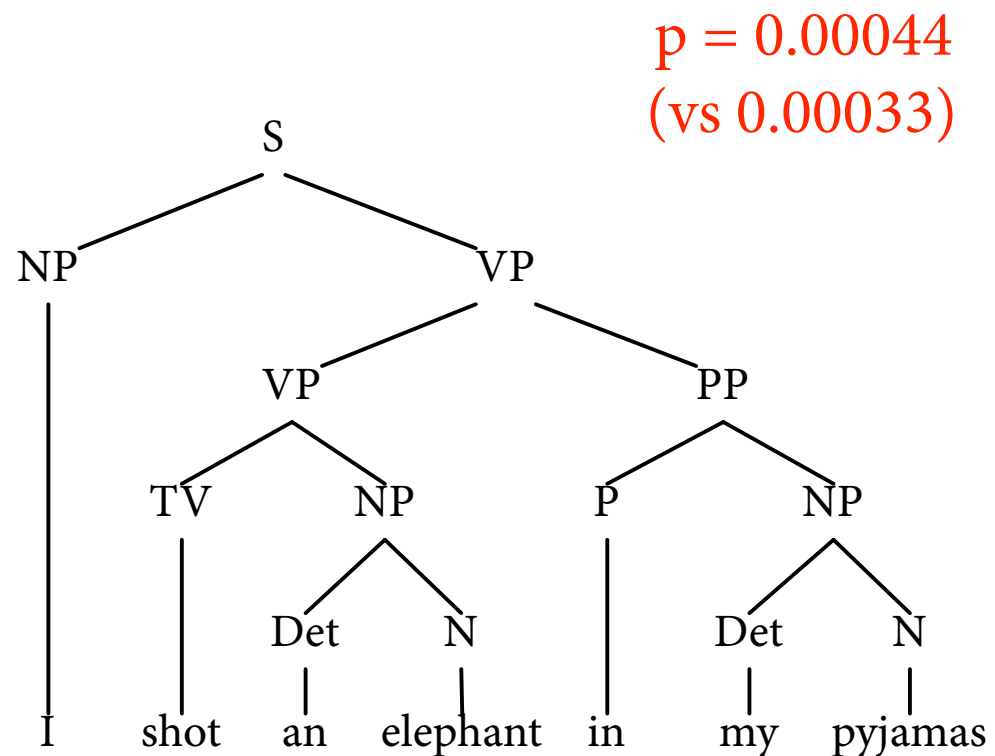 p = 0.00044
(vs 0.00033)
S
NP VP
VP PP
TV NP P NP
Det N Det N
I shot an elephant in my pyjamas